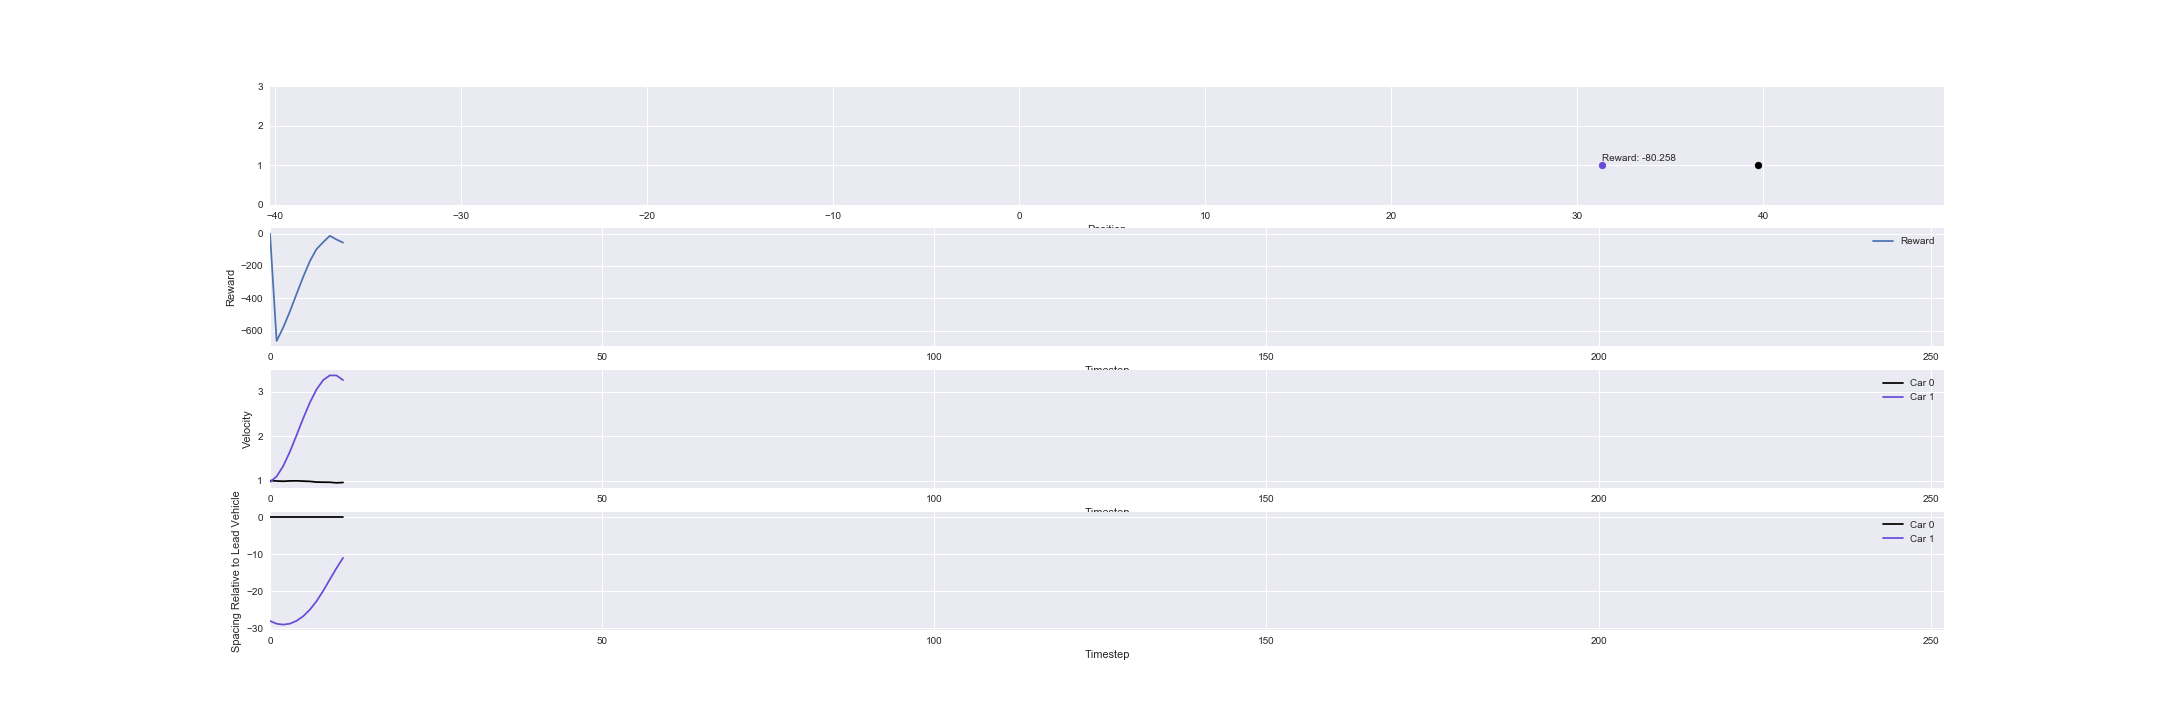 3
2
1
0
Reward: -80.258
−40 −30 −20 −10 0 10 20 30 40
Position
Reward
0
−200
−400
−600
Reward
0 50 100 150 200 250
Timestep
Velocity
3
2
1
Car 0
Car 1
0 50 100 150 200 250
Timestep
Spacing Relative to Lead Vehicle
0
−10
−20
−30
Car 0
Car 1
0 50 100 150 200 250
Timestep